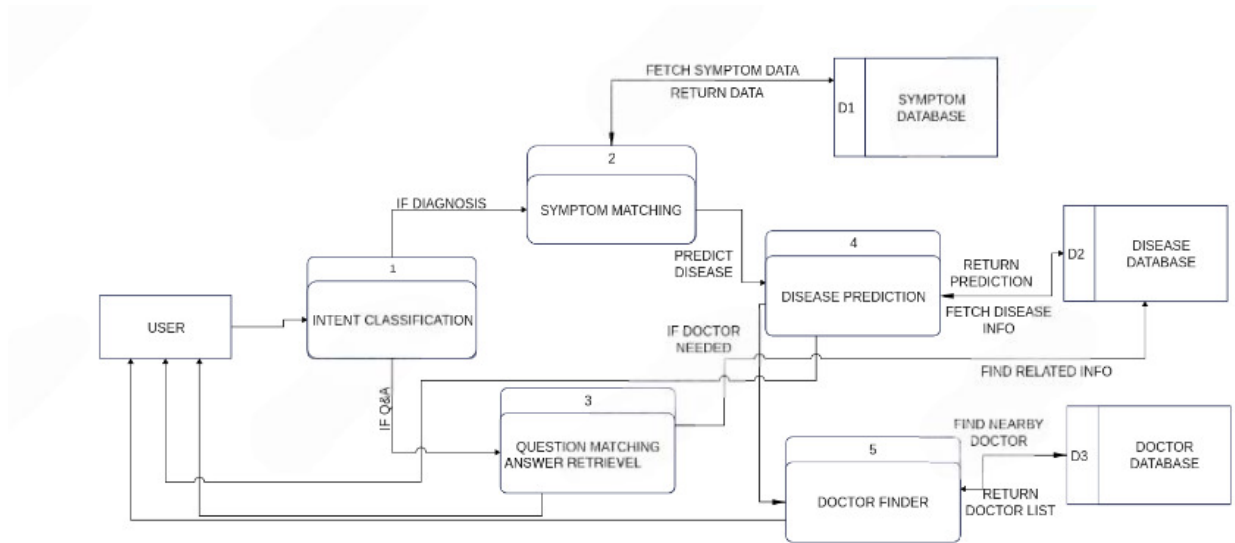 FETCH SYMPTOM DATA
RETURN DATA
D1
SYMPTOM
DATABASE
2
SYMPTOM MATCHING
IF DIAGNOSIS
PREDICT
DISEASE
4
DISEASE PREDICTION
RETURN
PREDICTION
FETCH DISEASE
INFO
D2
DISEASE
DATABASE
1
INTENT CLASSIFICATION
USER
IF DOCTOR
NEEDED
FIND RELATED INFO
IF Q&A
3
QUESTION MATCHING
ANSWER RETRIEVEL
5
DOCTOR FINDER
FIND NEARBY
DOCTOR
D3
DOCTOR
DATABASE
RETURN
DOCTOR LIST